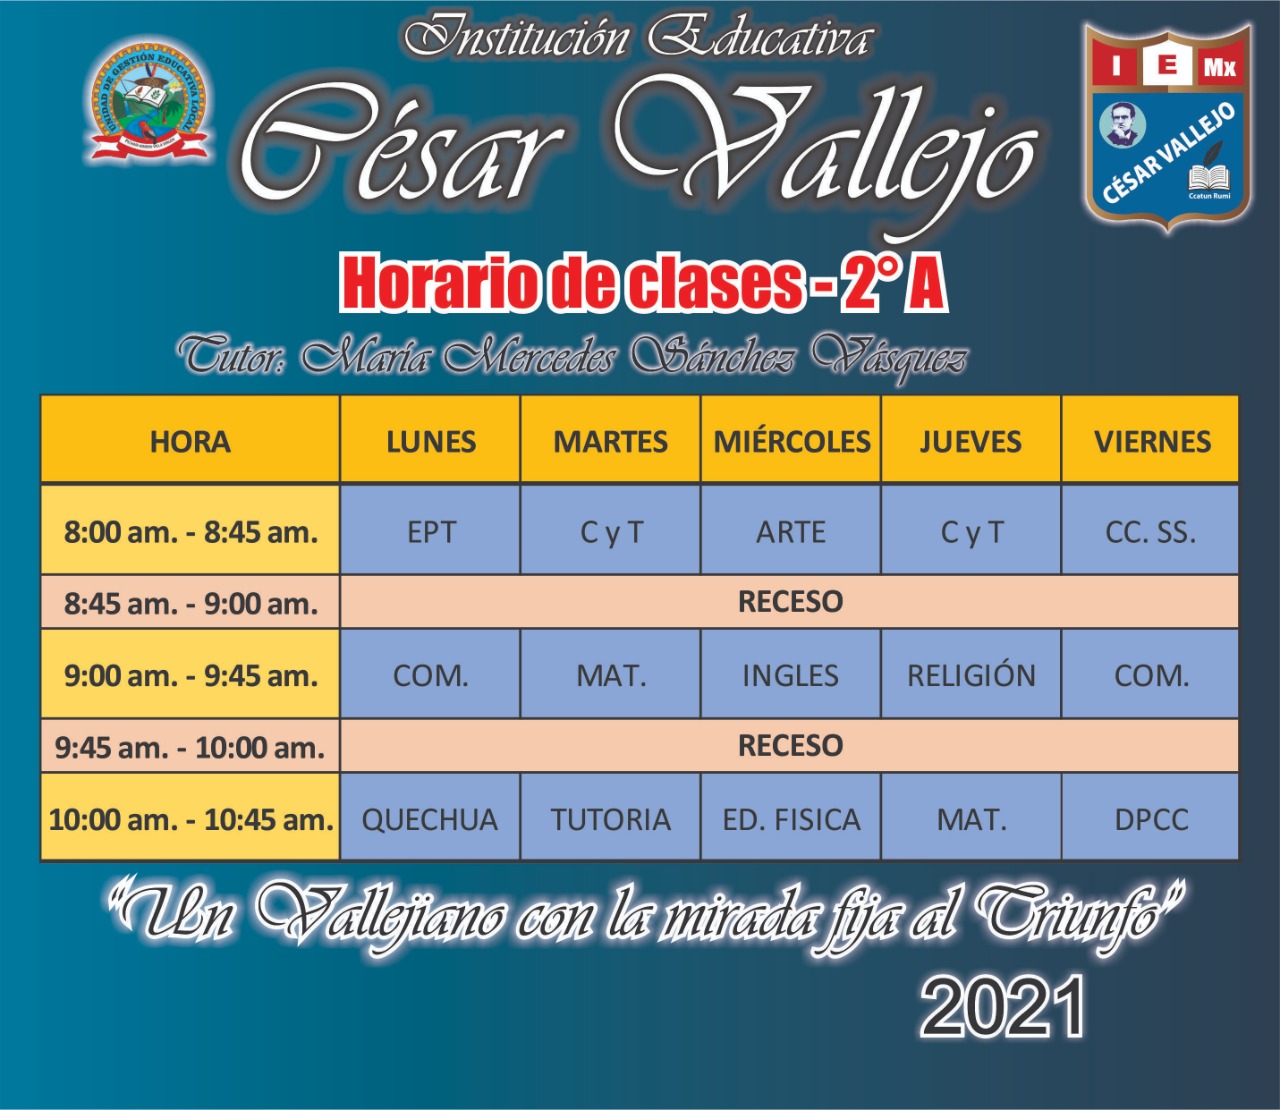 Institución Educativa
César Vallejo
UNIDAD DE GESTIÓN EDUCATIVA LOCAL
I E Mx
CÉSAR VALLEJO
Ccatun Rumi
Horario de clases - 2° A
Tutor: María Mercedes Sánchez Vásquez
HORA LUNES MARTES MIÉRCOLES JUEVES VIERNES
8:00 am. - 8:45 am. EPT C y T ARTE C y T CC. SS.
8:45 am. - 9:00 am. RECESO
9:00 am. - 9:45 am. COM. MAT. INGLES RELIGIÓN COM.
9:45 am. - 10:00 am. RECESO
10:00 am. - 10:45 am. QUECHUA TUTORIA ED. FISICA MAT. DPCC
“Un Vallejiano con la mirada fija al Triunfo”
2021